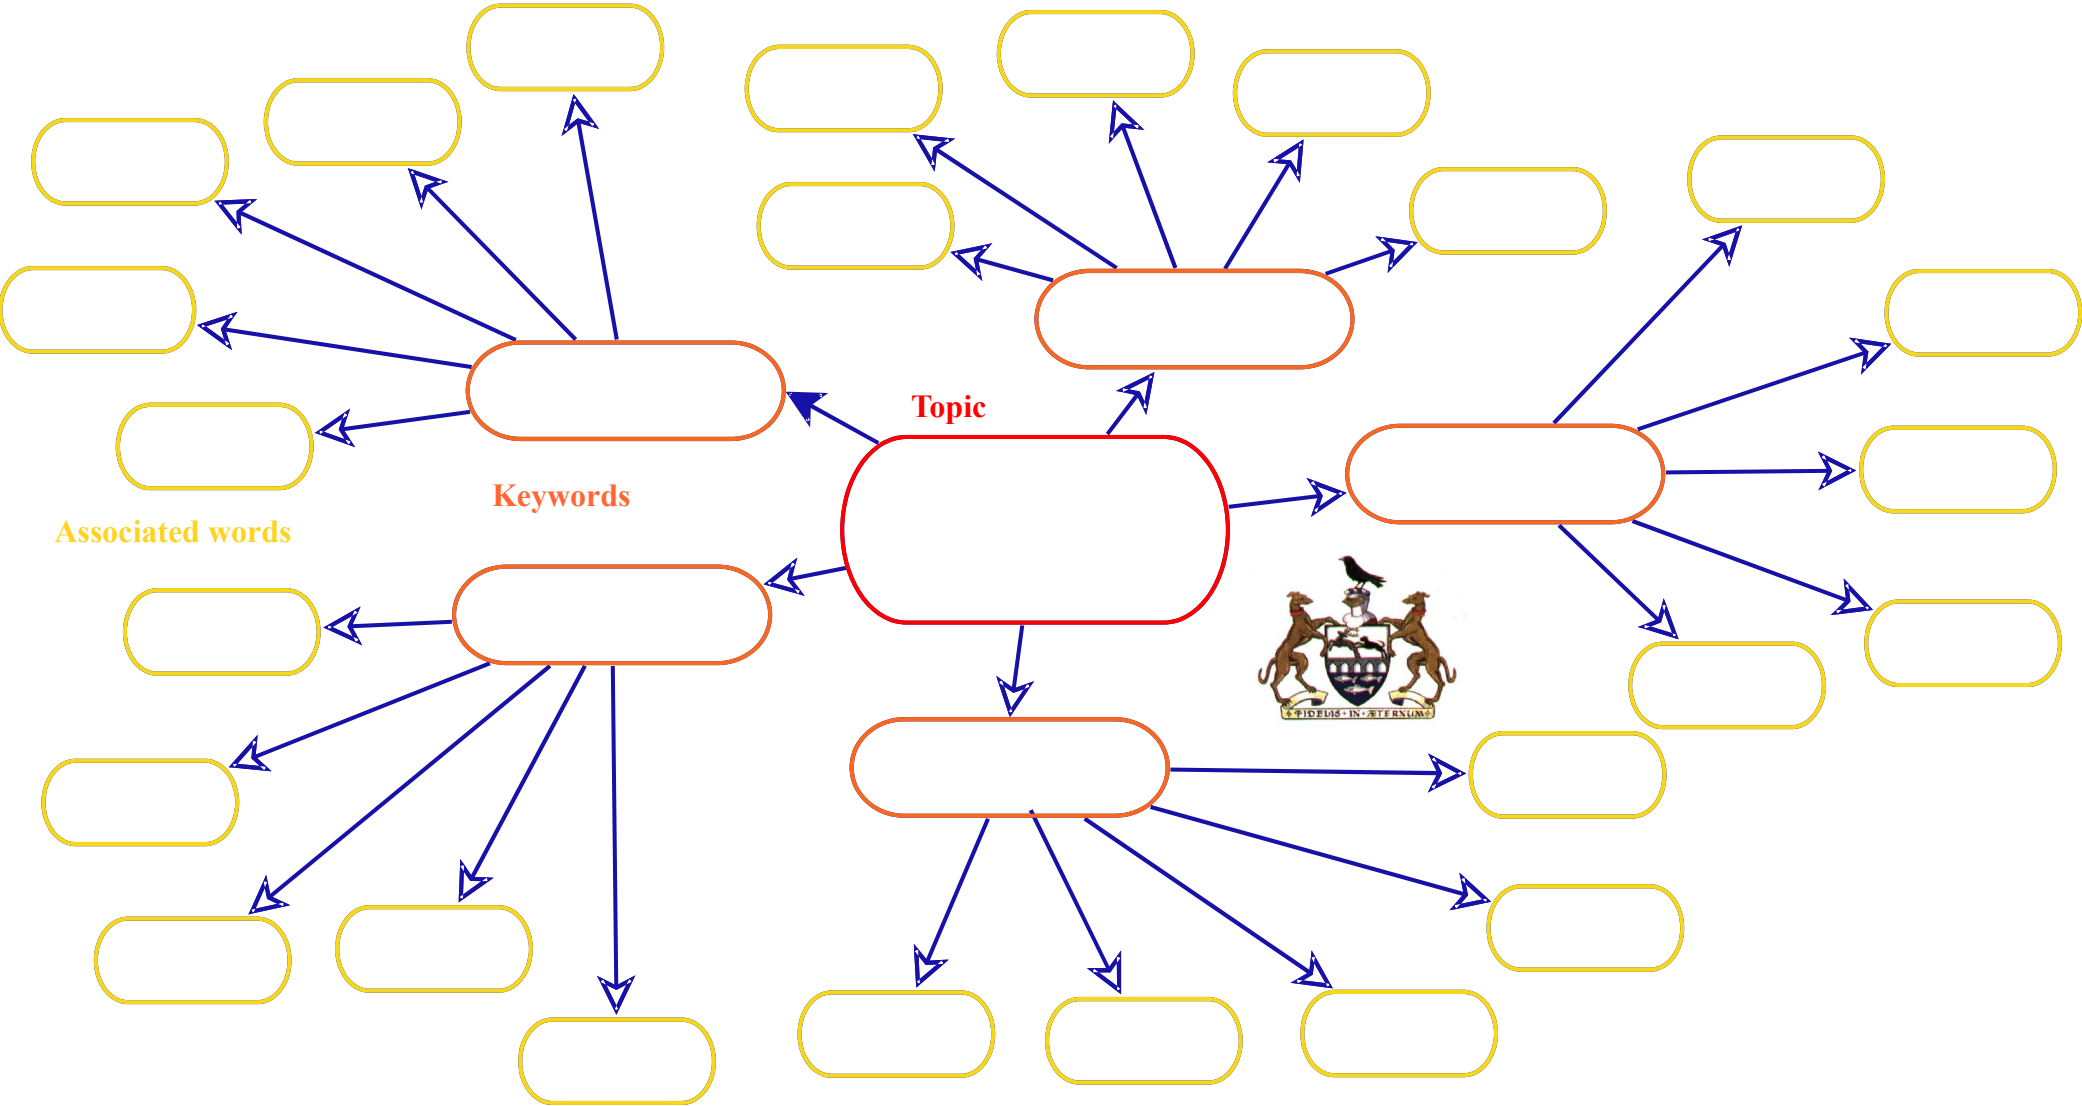 Topic
Keywords
Associated words
FIDELIS · IN · ÆTERNUM